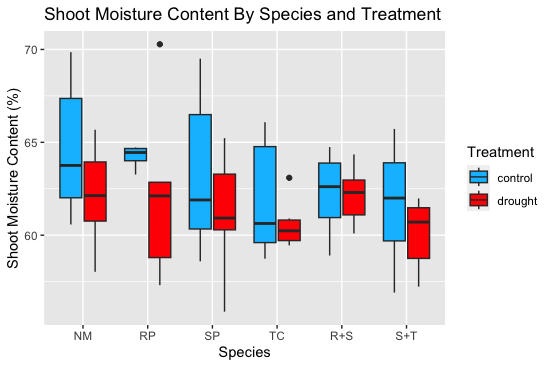 Shoot Moisture Content By Species and Treatment
Shoot Moisture Content (%)
70
65
60
NM RP SP TC R+S S+T
Species
Treatment
control
drought